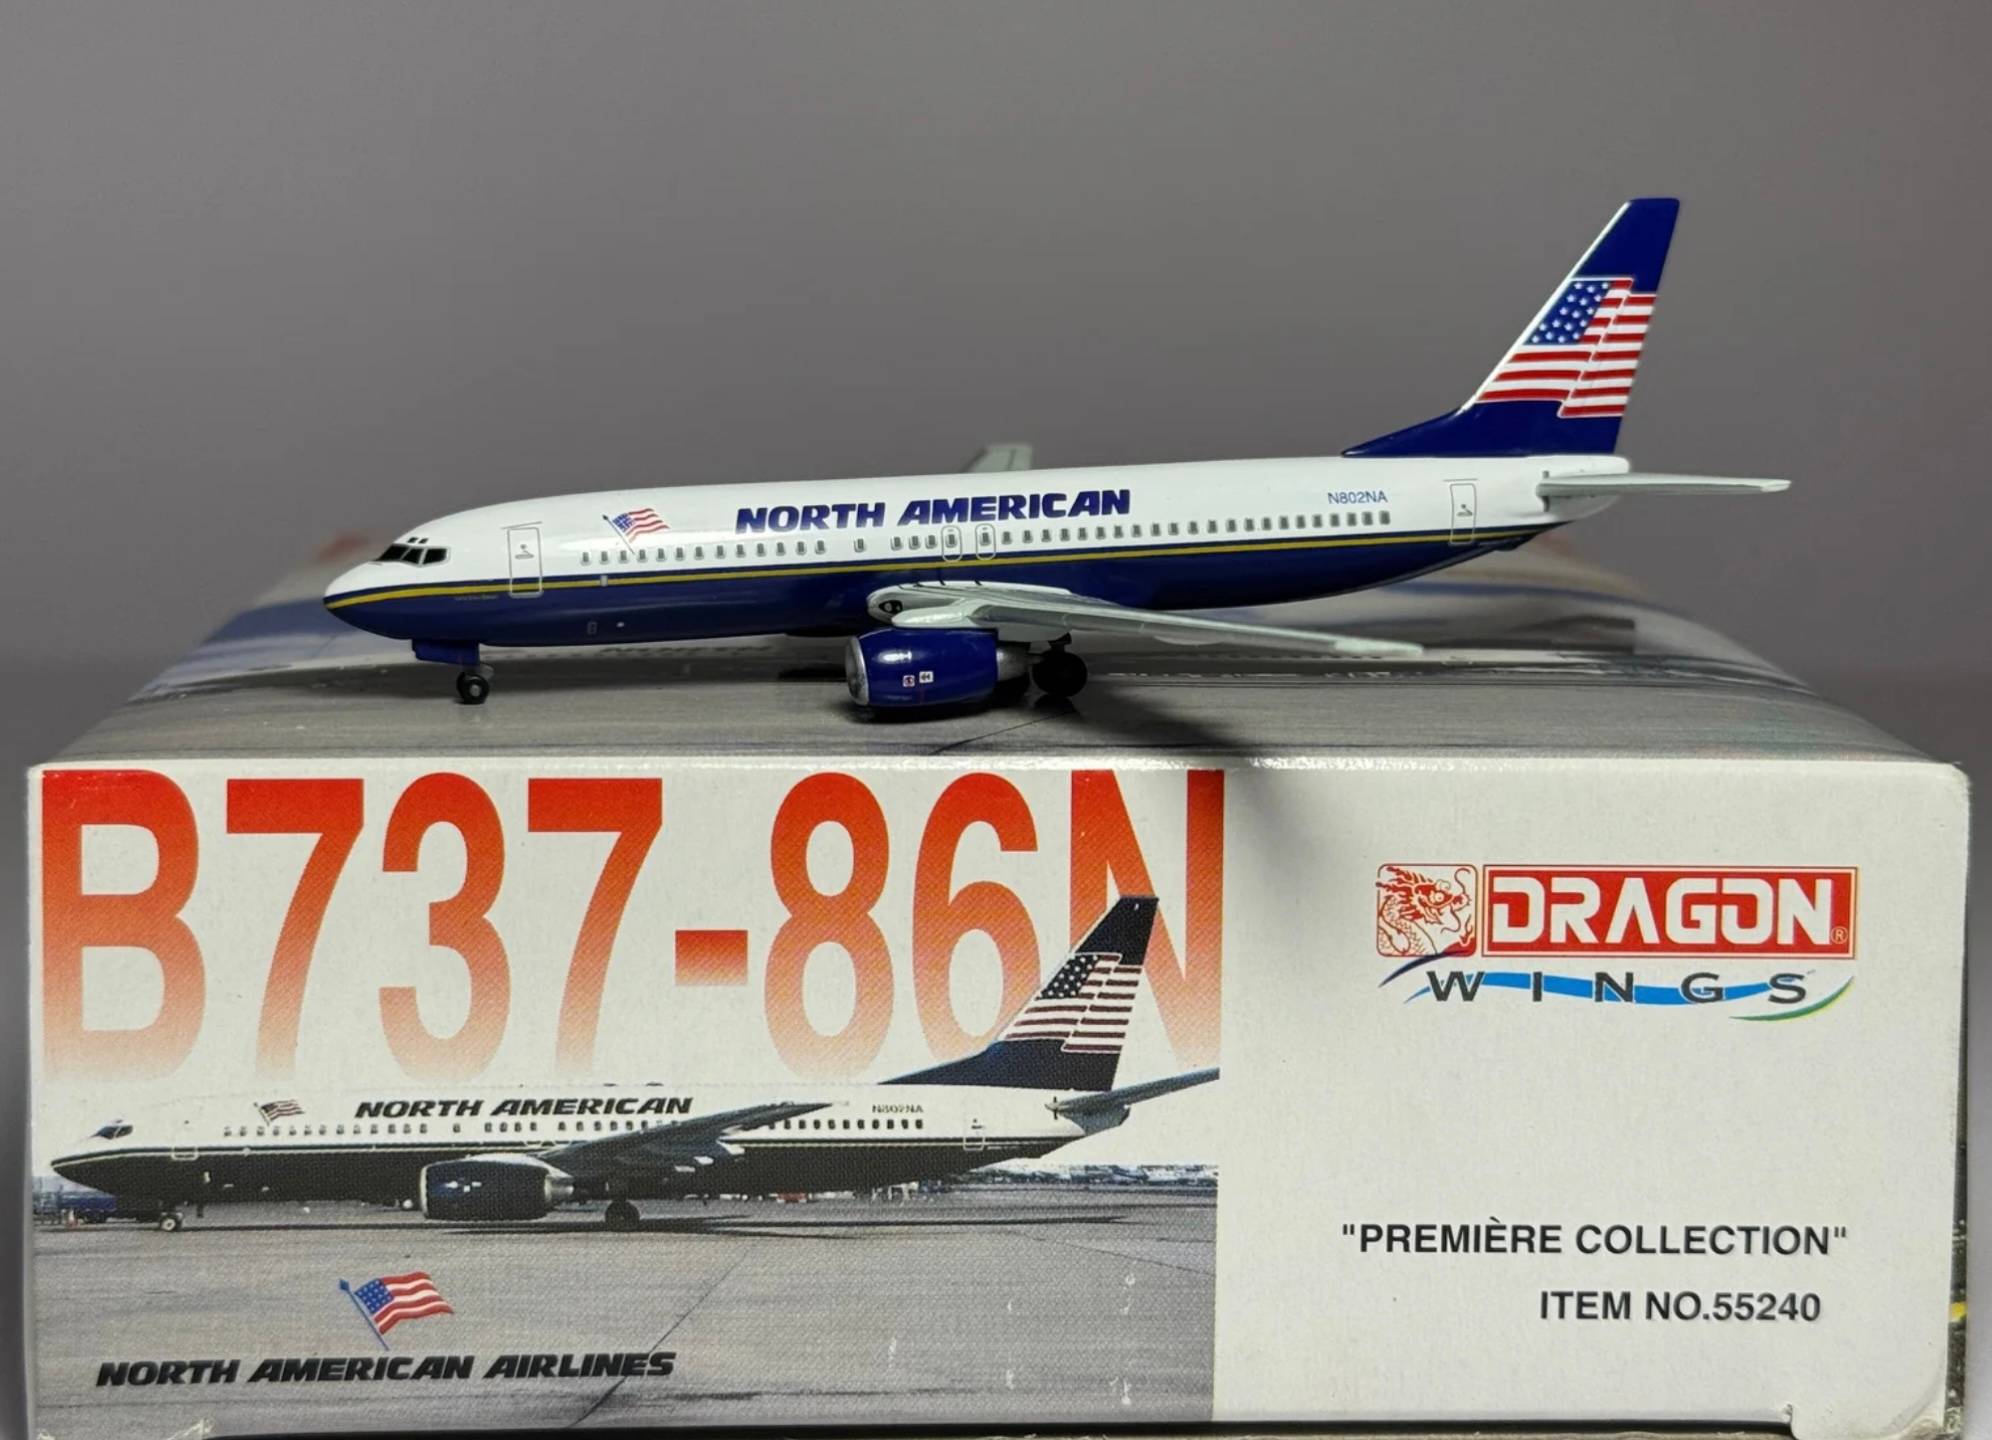 NORTH AMERICAN
N802NA
B737-86N
DRAGON®
WINGS
NORTH AMERICAN
N802NA
"PREMIÈRE COLLECTION"
ITEM NO.55240
NORTH AMERICAN AIRLINES